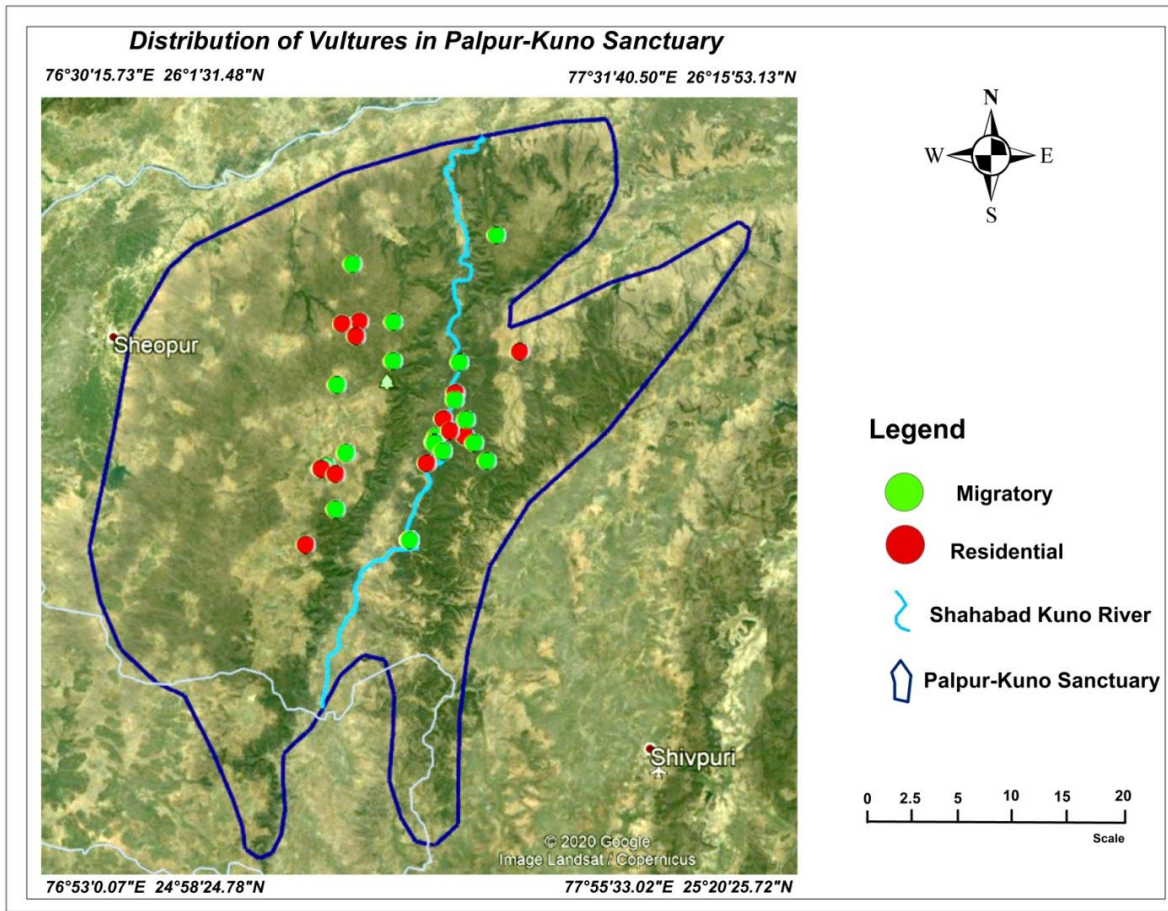 Distribution of Vultures in Palpur-Kuno Sanctuary
76°30'15.73"E 26°1'31.48"N
77°31'40.50" E 26°15'53.13"N
N
W
E
S
Sheopur
Legend
Migratory
Residential
Shahabad Kuno River
Palpur-Kuno Sanctuary
Shivpuri
0 2.5 5 10 15 20
Scale
© 2020 Google
Image Landsat / Copernicus
76°53'0.07"E 24°58'24.78"N
77°55'33.02"E 25°20'25.72"N